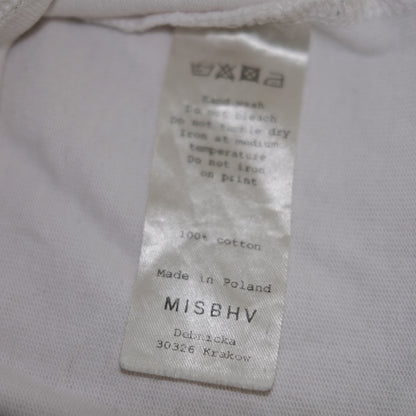 Hand wash
Do not bleach
Do not tumble dry
Iron at medium
temperature
Do not iron
on print
100% cotton
Made in Poland
MISBHV
Debnicka
30326 Krakow